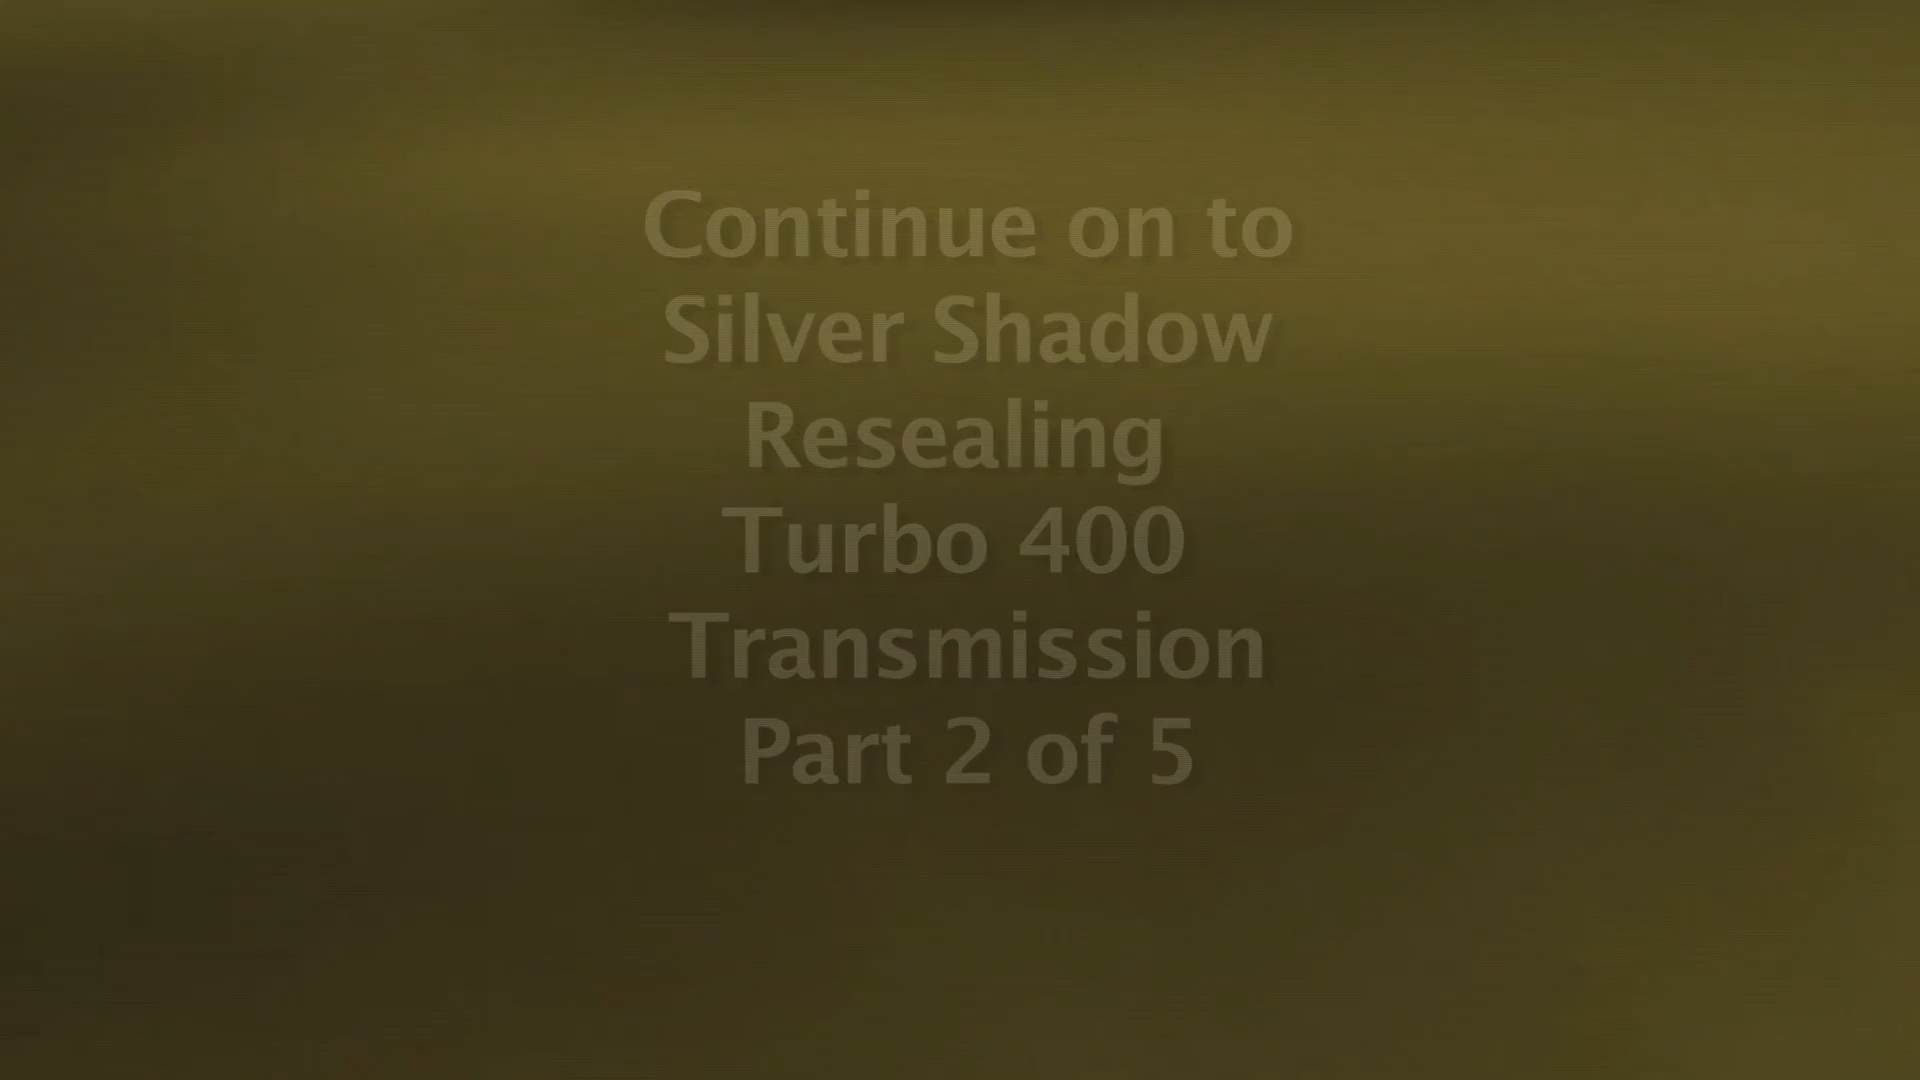 Continue on to
Silver Shadow
Resealing
Turbo 400
Transmission
Part 2 of 5